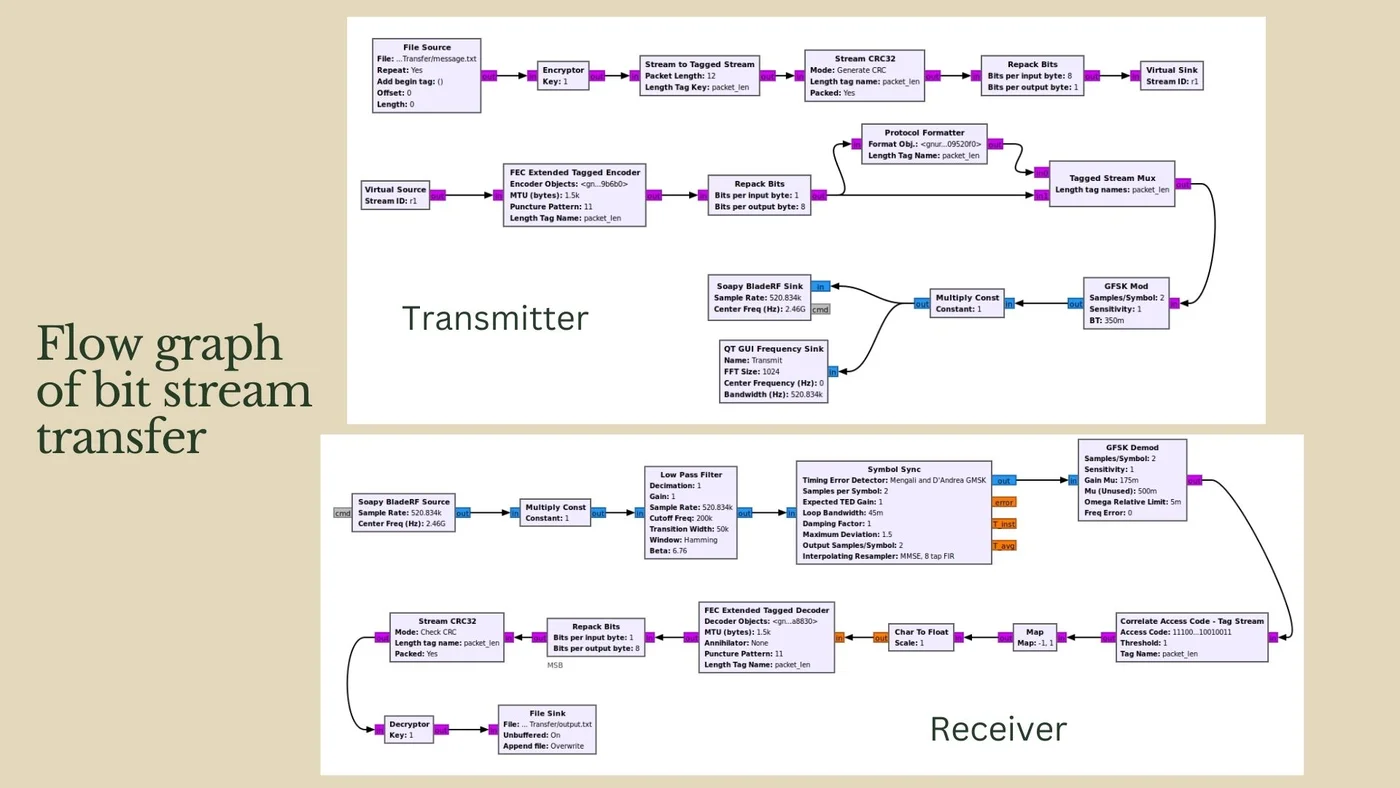 Flow graph
of bit stream
transfer
File Source
File: ...Transfer/message.txt
Repeat: Yes
Add begin tag: ()
Offset: 0
Length: 0
out
in
Encryptor
Key: 1
out
in
Stream to Tagged Stream
Packet Length: 12
Length Tag Key: packet_len
out
in
Stream CRC32
Mode: Generate CRC
Length tag name: packet_len
Packed: Yes
out
in
Repack Bits
Bits per input byte: 8
Bits per output byte: 1
out
in
Virtual Sink
Stream ID: r1
Virtual Source
Stream ID: r1
out
in
FEC Extended Tagged Encoder
Encoder Objects: <gn...9b6b0>
MTU (bytes): 1.5k
Puncture Pattern: 11
Length Tag Name: packet_len
out
in
Repack Bits
Bits per input byte: 1
Bits per output byte: 8
out
in
Protocol Formatter
Format Obj.: <gnur...09520f0>
Length Tag Name: packet_len
out
in0
in1
Tagged Stream Mux
Length tag names: packet_len
out
Transmitter
Soapy BladeRF Sink
Sample Rate: 520.834k
Center Freq (Hz): 2.46G
in
cmd
out
Multiply Const
Constant: 1
in
out
GFSK Mod
Samples/Symbol: 2
Sensitivity: 1
BT: 350m
in
QT GUI Frequency Sink
Name: Transmit
FFT Size: 1024
Center Frequency (Hz): 0
Bandwidth (Hz): 520.834k
in
cmd
Soapy BladeRF Source
Sample Rate: 520.834k
Center Freq (Hz): 2.46G
out
in
Multiply Const
Constant: 1
out
in
Low Pass Filter
Decimation: 1
Gain: 1
Sample Rate: 520.834k
Cutoff Freq: 200k
Transition Width: 50k
Window: Hamming
Beta: 6.76
out
in
Symbol Sync
Timing Error Detector: Mengali and D'Andrea GMSK
Samples per Symbol: 2
Expected TED Gain: 1
Loop Bandwidth: 45m
Damping Factor: 1
Maximum Deviation: 1.5
Output Samples/Symbol: 2
Interpolating Resampler: MMSE, 8 tap FIR
out
error
T_inst
T_avg
in
GFSK Demod
Samples/Symbol: 2
Sensitivity: 1
Gain Mu: 175m
Mu (Unused): 500m
Omega Relative Limit: 5m
Freq Error: 0
out
out
Stream CRC32
Mode: Check CRC
Length tag name: packet_len
Packed: Yes
in
out
Repack Bits
Bits per input byte: 1
Bits per output byte: 8
MSB
in
out
FEC Extended Tagged Decoder
Decoder Objects: <gn...a8830>
MTU (bytes): 1.5k
Annihilator: None
Puncture Pattern: 11
Length Tag Name: packet_len
in
out
Char To Float
Scale: 1
in
out
Map
Map: -1, 1
in
out
Correlate Access Code - Tag Stream
Access Code: 11100...10010011
Threshold: 1
Tag Name: packet_len
in
in
Decryptor
Key: 1
out
in
File Sink
File: ... Transfer/output.txt
Unbuffered: On
Append file: Overwrite
Receiver